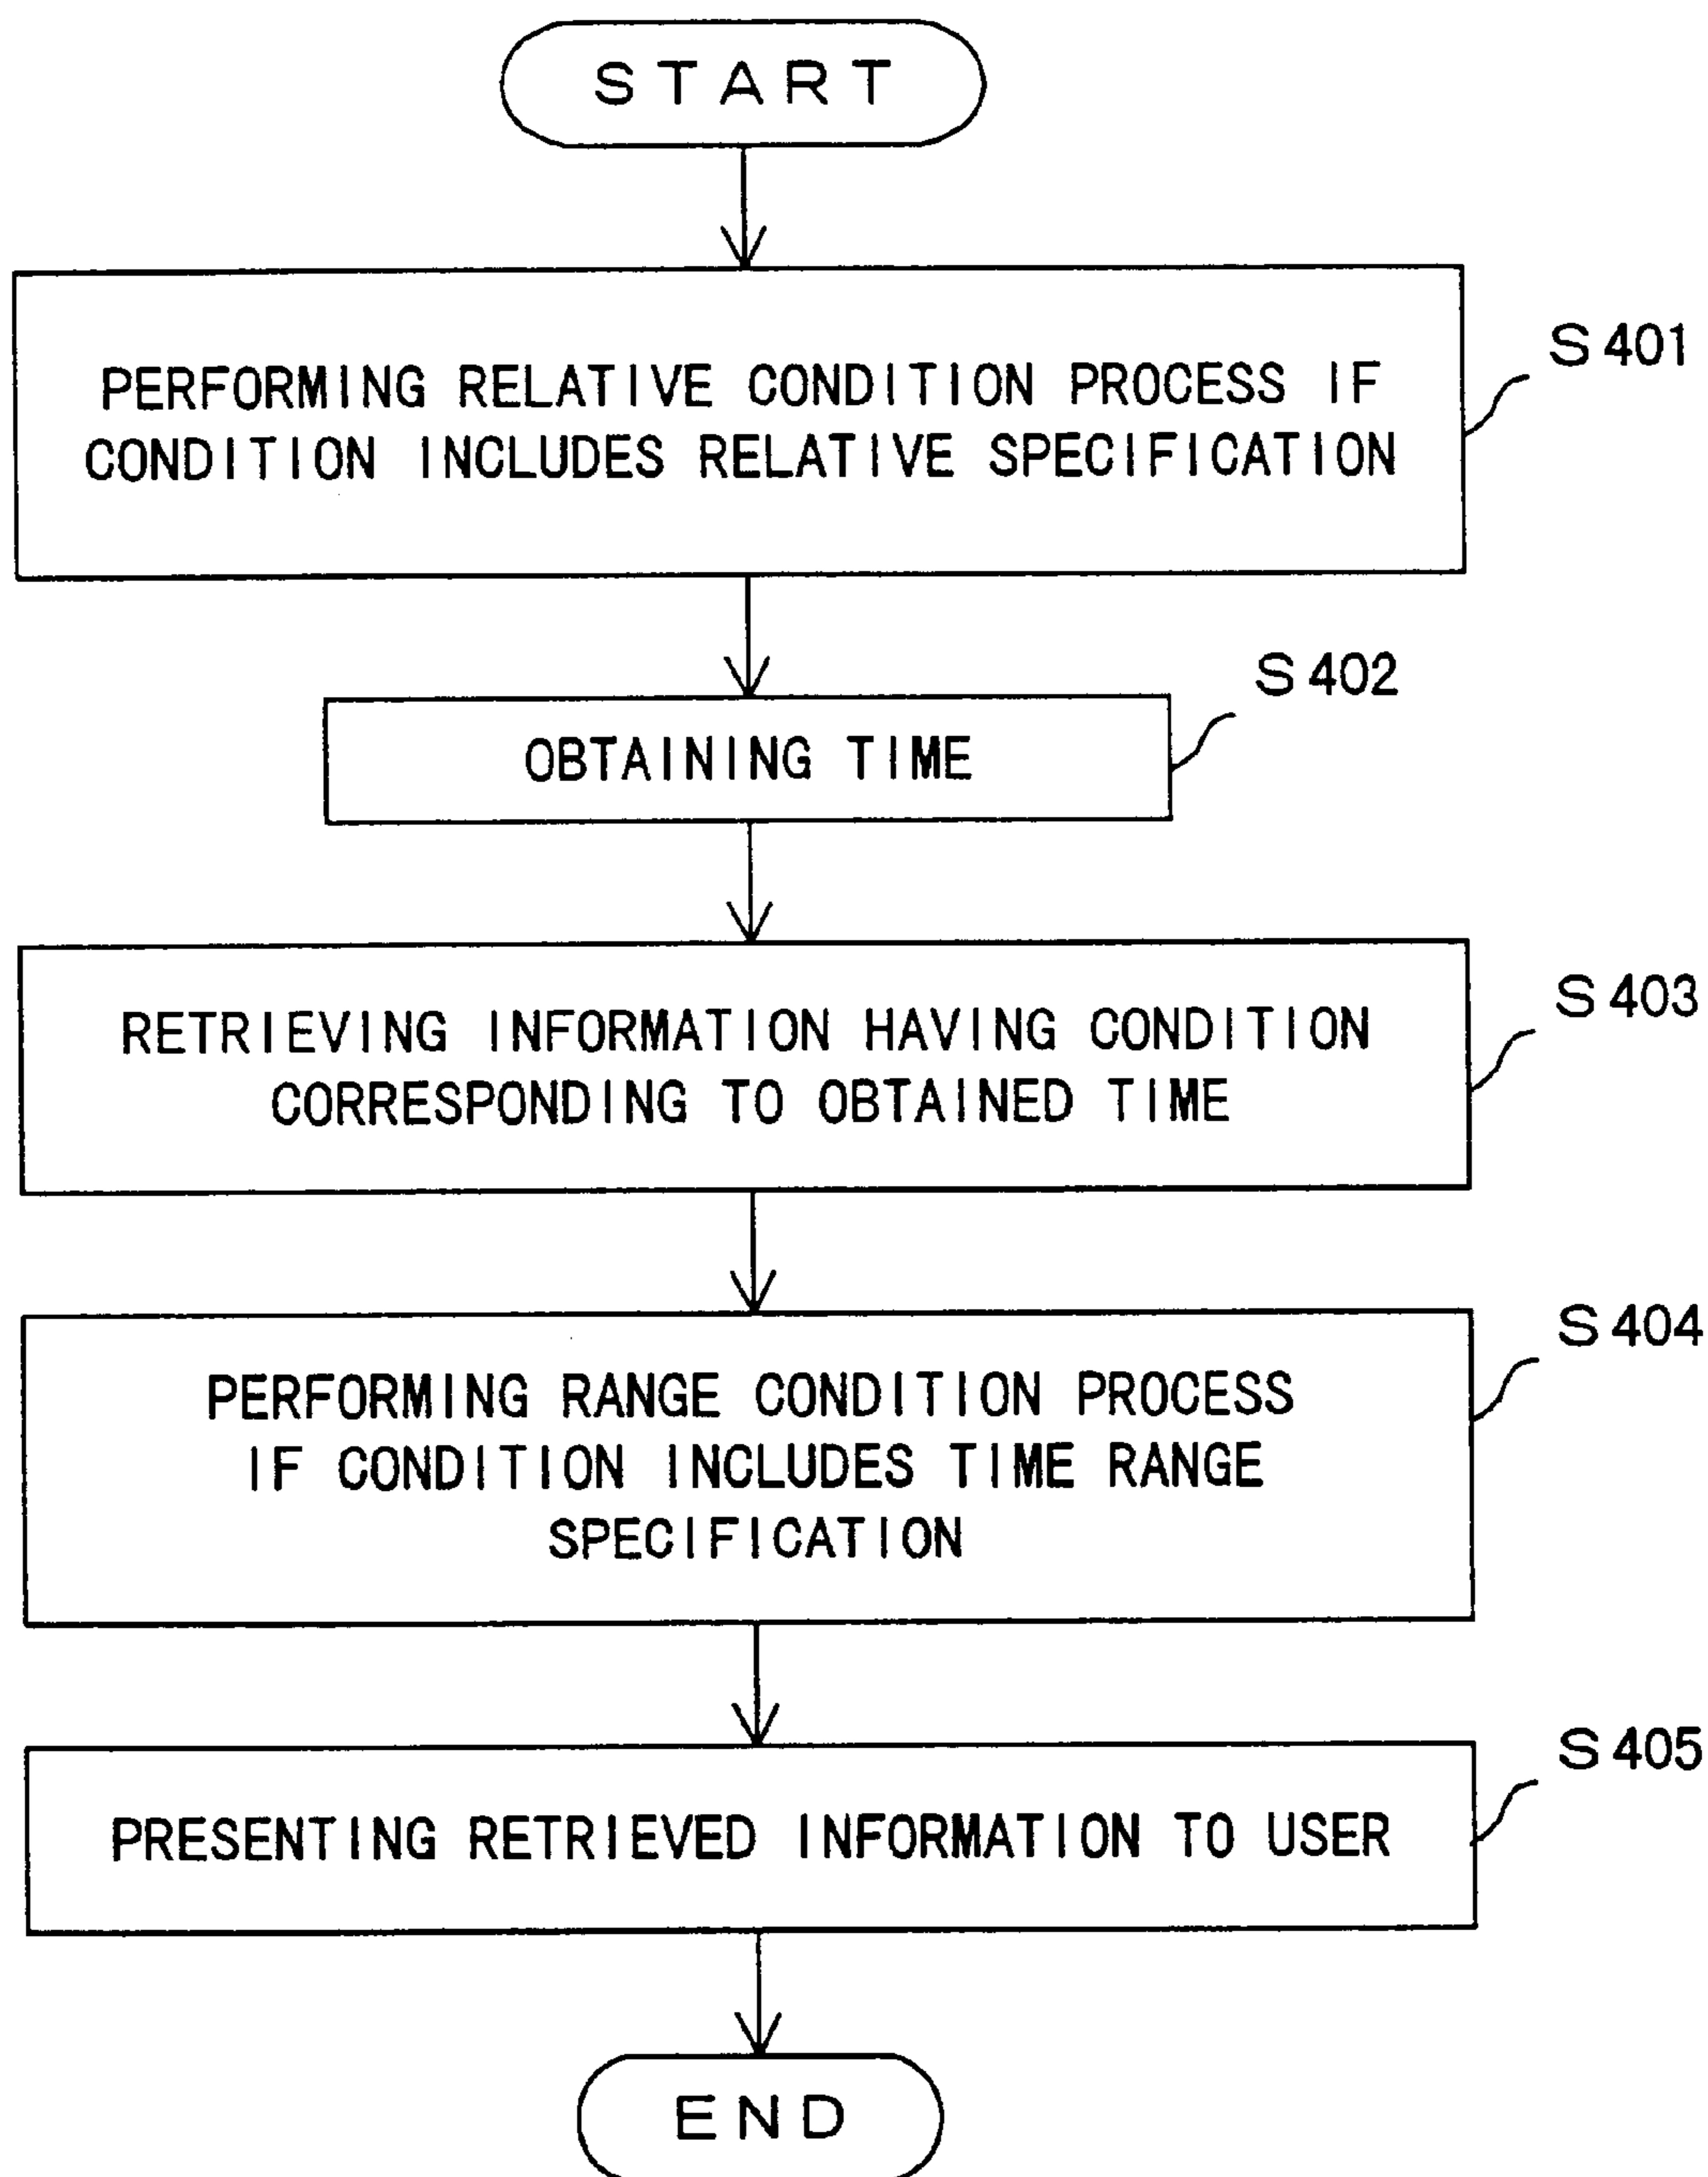 START
PERFORMING RELATIVE CONDITION PROCESS IF
CONDITION INCLUDES RELATIVE SPECIFICATION
S401
OBTAINING TIME
S402
RETRIEVING INFORMATION HAVING CONDITION
CORRESPONDING TO OBTAINED TIME
S403
PERFORMING RANGE CONDITION PROCESS
IF CONDITION INCLUDES TIME RANGE
SPECIFICATION
S404
PRESENTING RETRIEVED INFORMATION TO USER
S405
END